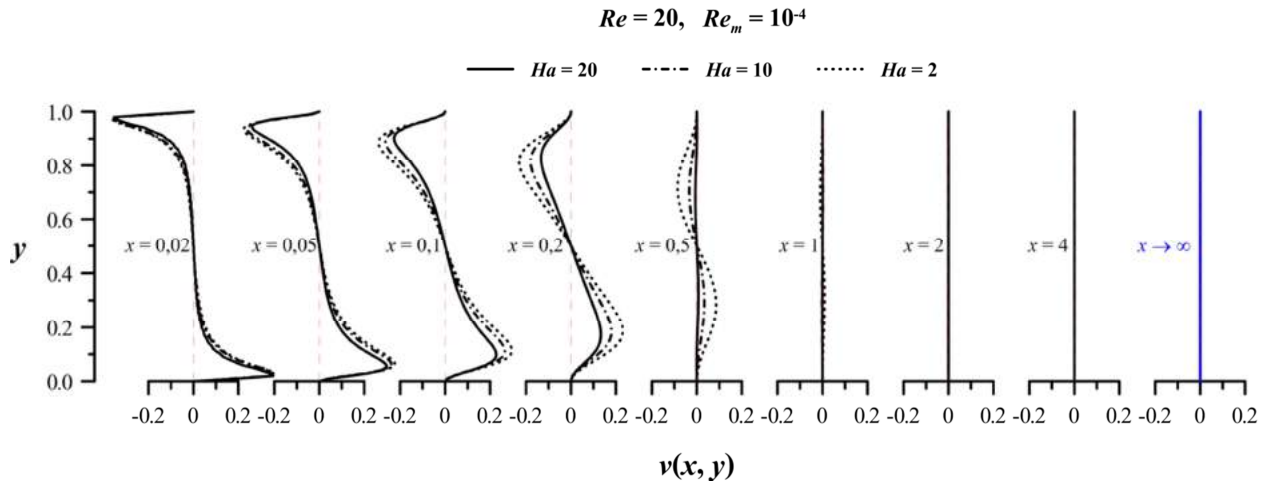 Re = 20, Reₘ = 10⁻⁴
Ha = 20 Ha = 10 Ha = 2
1.0
0.8
0.6
0.4
0.2
0.0
y
x = 0,02 x = 0,05 x = 0,1 x = 0,2 x = 0,5 x = 1 x = 2 x = 4 x → ∞
-0.2 0 0.2 -0.2 0 0.2 -0.2 0 0.2 -0.2 0 0.2 -0.2 0 0.2 -0.2 0 0.2 -0.2 0 0.2 -0.2 0 0.2 -0.2 0 0.2
v(x, y)